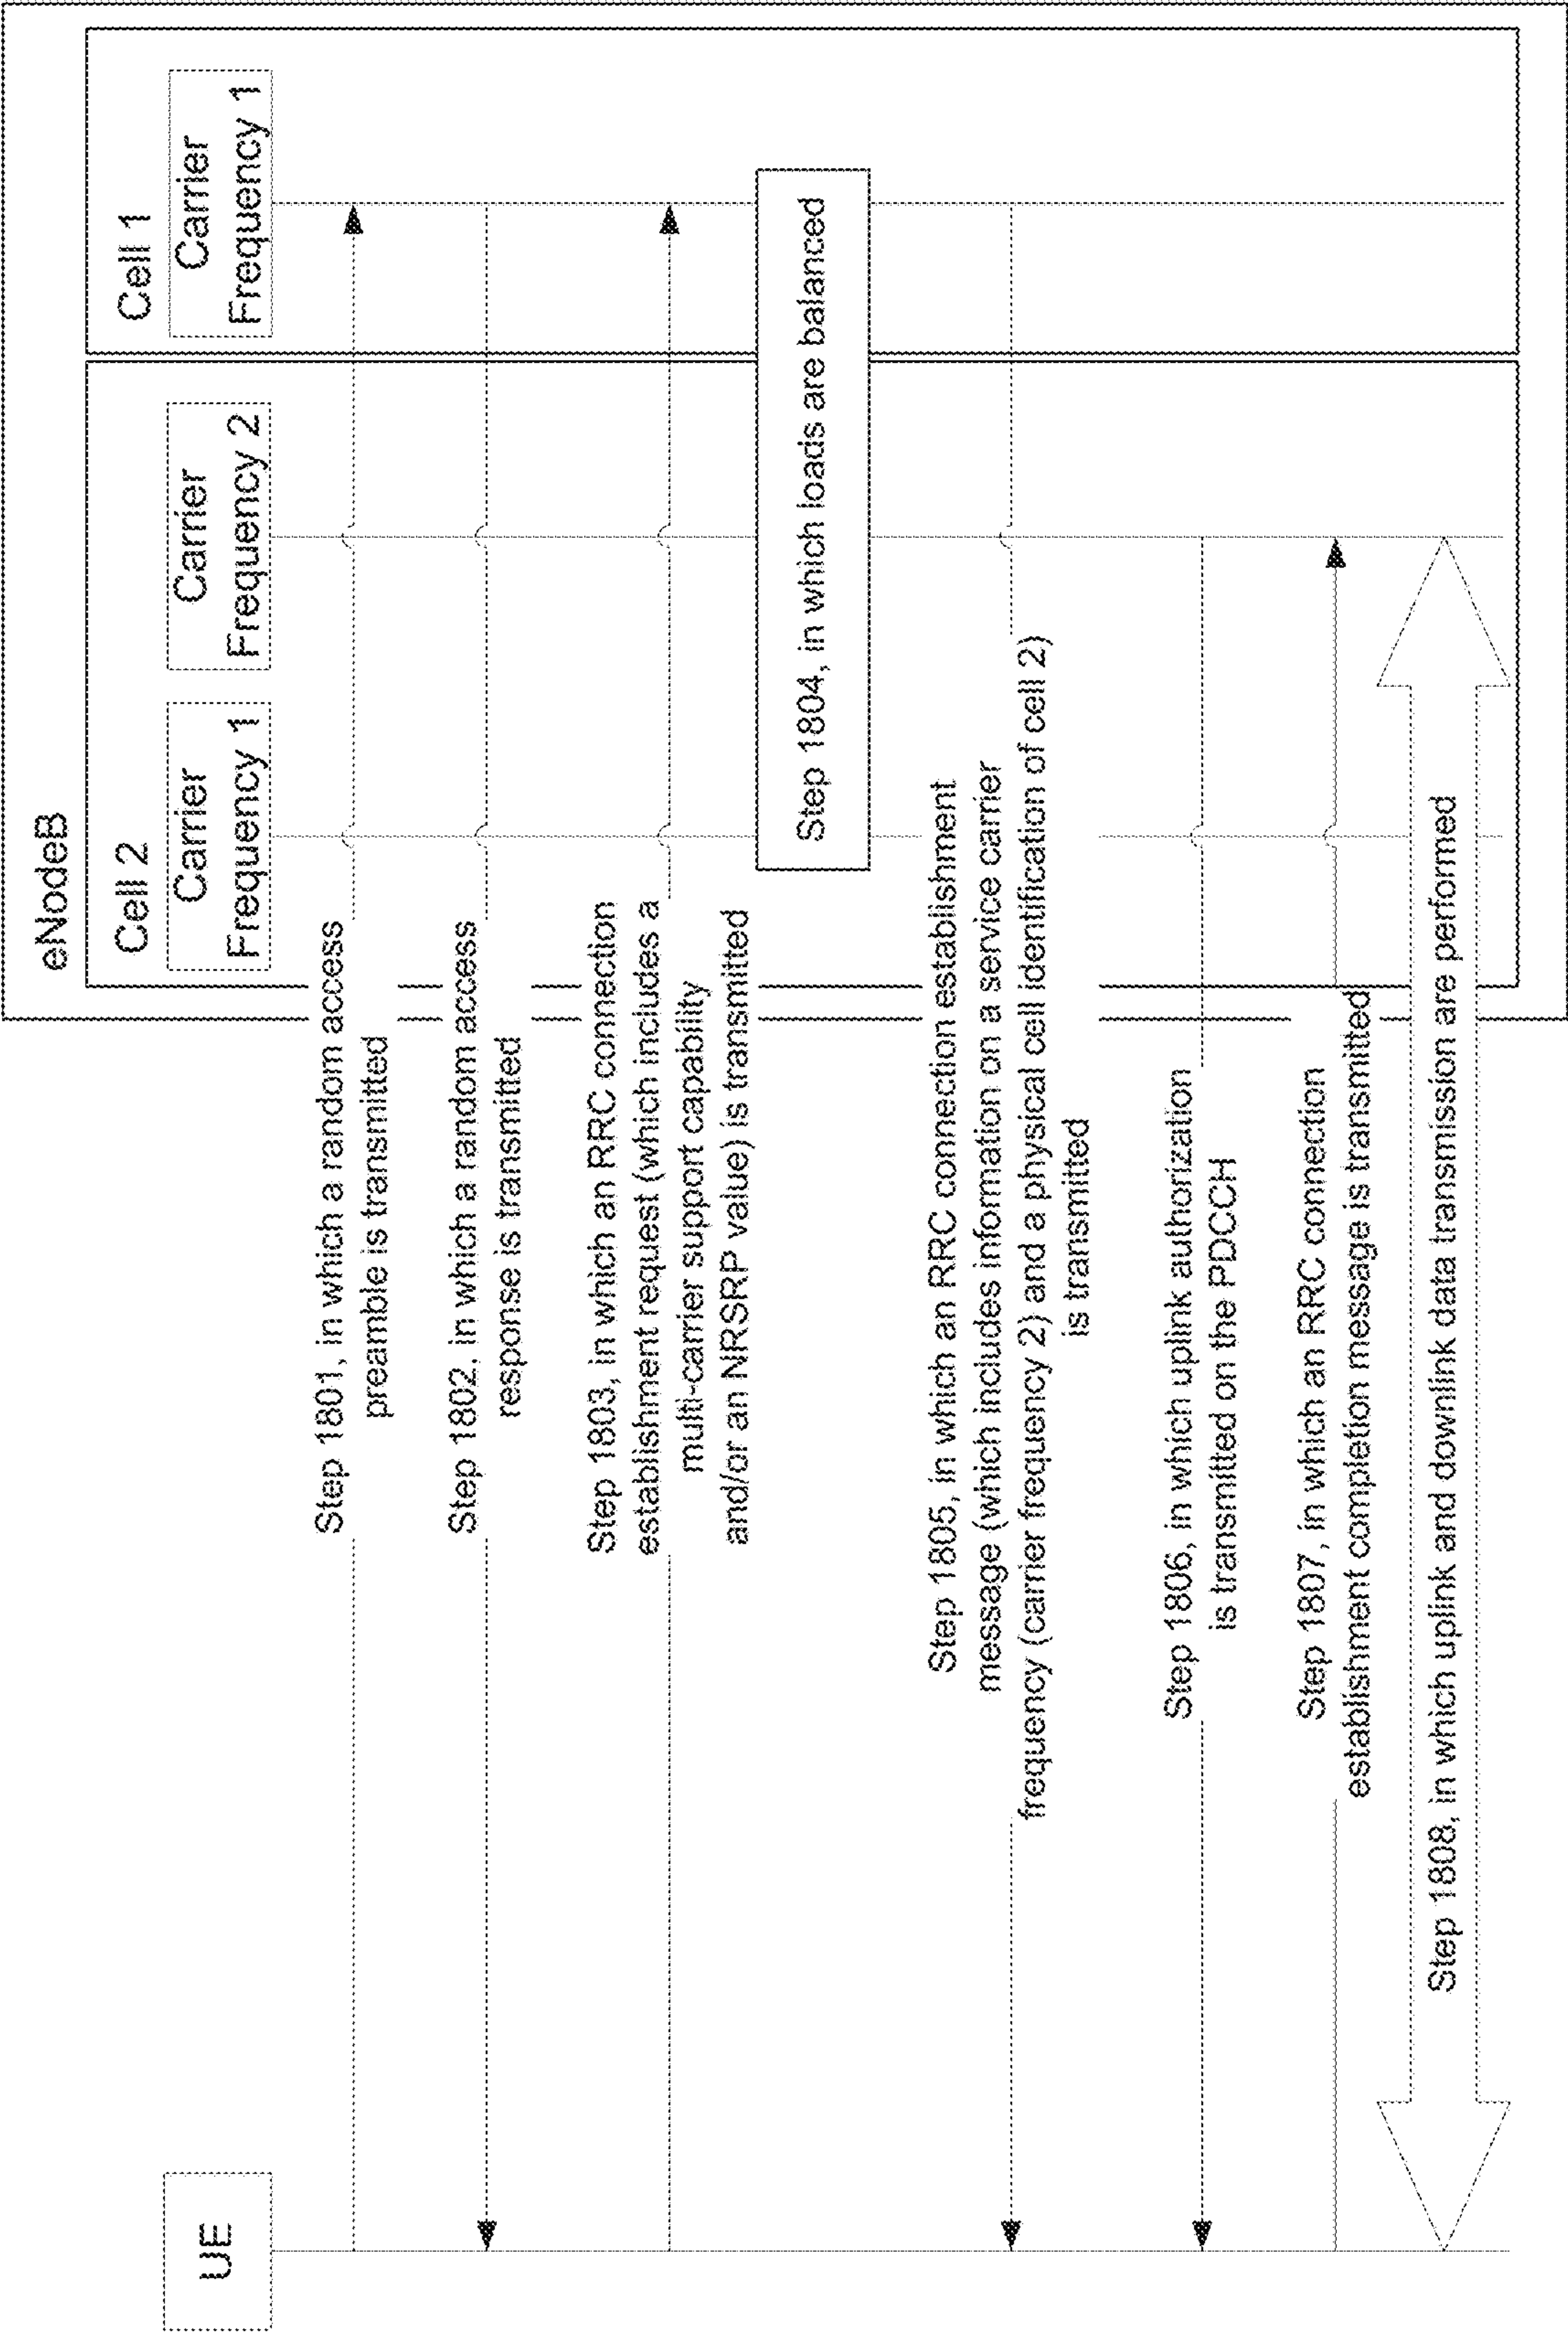 UE
eNodeB
Cell 2
Carrier
Frequency 1
Carrier
Frequency 2
Cell 1
Carrier
Frequency 1
Step 1801, in which a random access
preamble is transmitted
Step 1802, in which a random access
response is transmitted
Step 1803, in which an RRC connection
establishment request (which includes a
multi-carrier support capability
and/or an NRSRP value) is transmitted
Step 1804, in which loads are balanced
Step 1805, in which an RRC connection establishment
message (which includes information on a service carrier
frequency (carrier frequency 2) and a physical cell identification of cell 2)
is transmitted
Step 1806, in which uplink authorization
is transmitted on the PDCCH
Step 1807, in which an RRC connection
establishment completion message is transmitted
Step 1808, in which uplink and downlink data transmission are performed